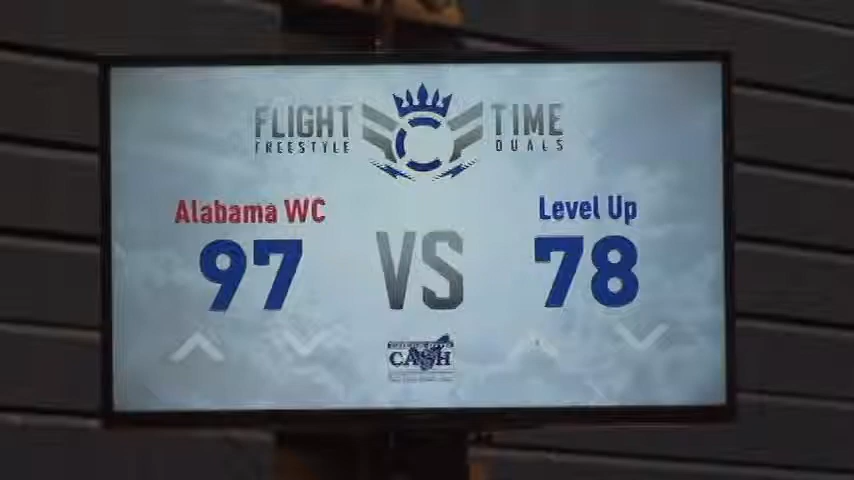 FLIGHT TIME
FREESTYLE DUALS
Alabama WC
Level Up
97 VS 78
CASH